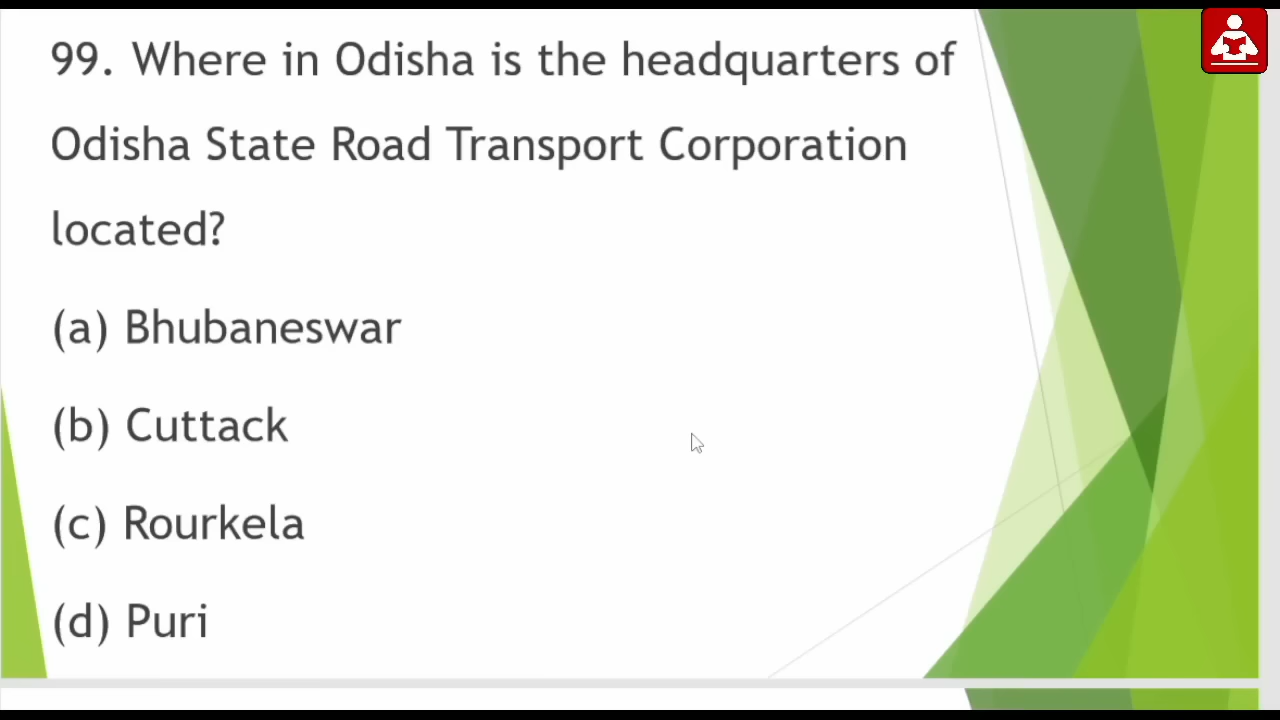 99. Where in Odisha is the headquarters of
Odisha State Road Transport Corporation
located?
(a) Bhubaneswar
(b) Cuttack
(c) Rourkela
(d) Puri